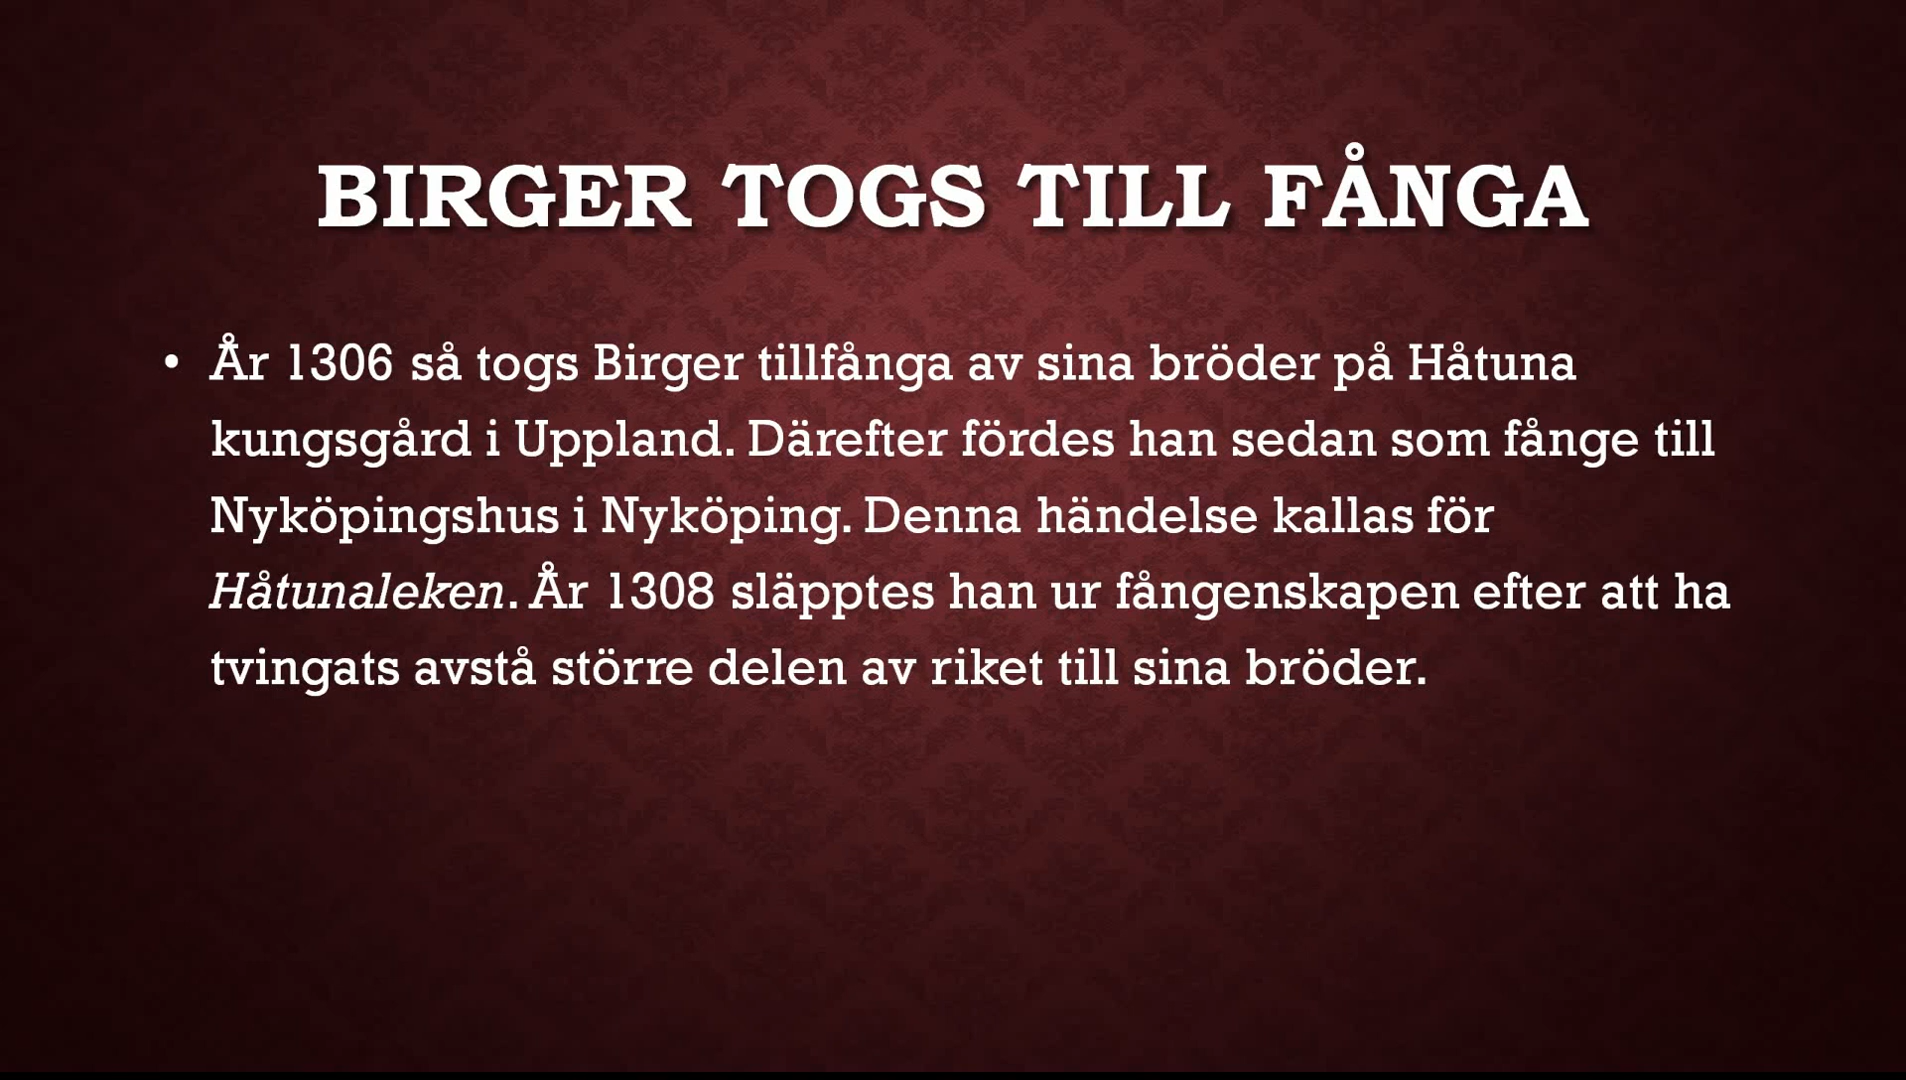 BIRGER TOGS TILL FÅNGA
• År 1306 så togs Birger tillfånga av sina bröder på Håtuna
kungsgård i Uppland. Därefter fördes han sedan som fånge till
Nyköpingshus i Nyköping. Denna händelse kallas för
Håtunaleken. År 1308 släpptes han ur fångenskapen efter att ha
tvingats avstå större delen av riket till sina bröder.